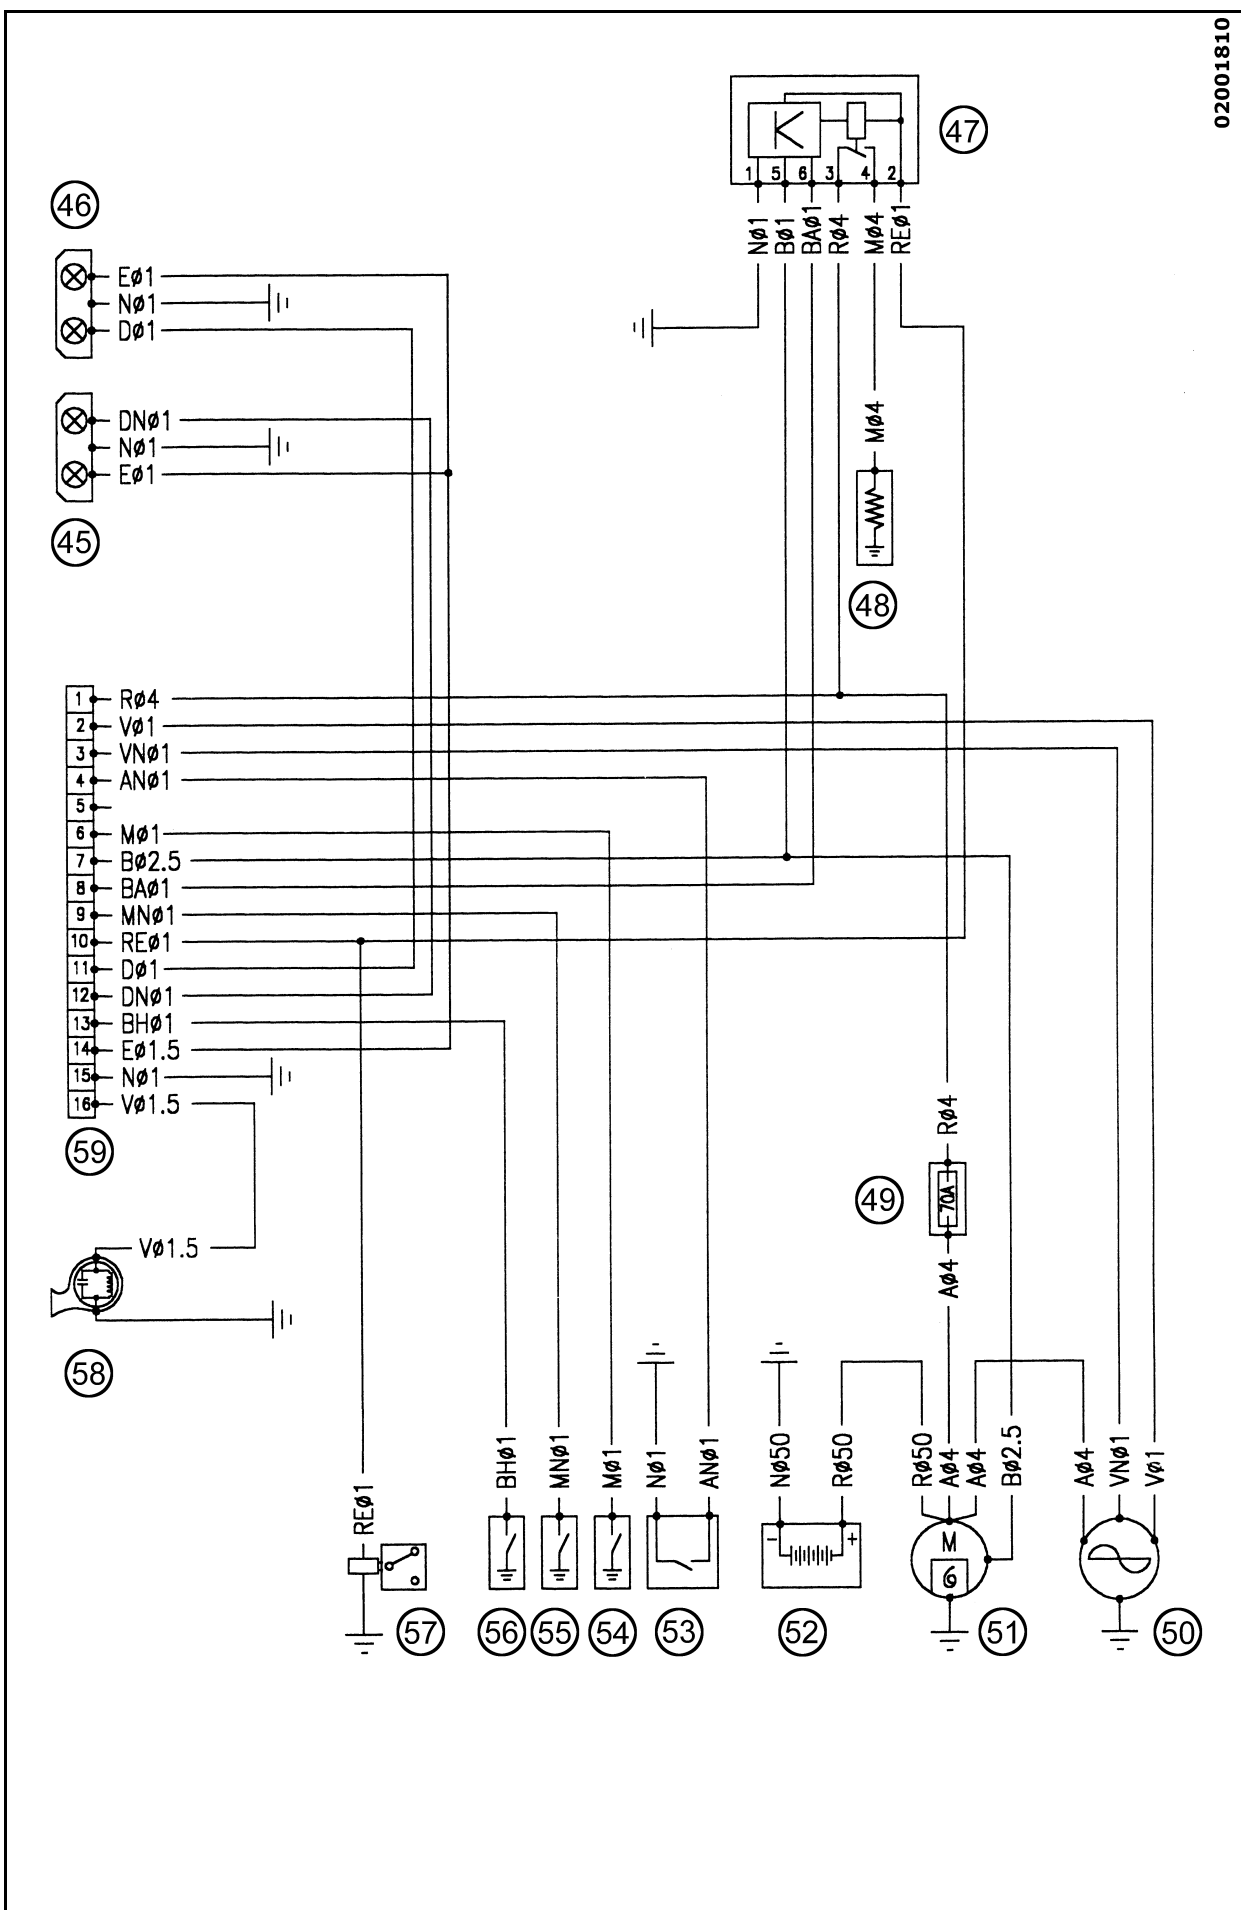 02001810
47
1 5 6 3 4 2
Nø1 Bø1 BAø1 Rø4 Mø4 REø1
46
Eø1
Nø1
Dø1
DNø1
Nø1
Eø1
45
Mø4
48
1 Rø4
2 Vø1
3 VNø1
4 ANø1
5
6 Mø1
7 Bø2.5
8 BAø1
9 MNø1
10 REø1
11 Dø1
12 DNø1
13 BHø1
14 Eø1.5
15 Nø1
16 Vø1.5
59
Rø4
49
70A
Aø4
Vø1.5
58
REø1 BHø1 MNø1 Mø1 Nø1 ANø1 Nø50 Rø50 Rø50 Aø4 Aø4 Bø2.5 Aø4 VNø1 Vø1
- +
M
57 56 55 54 53 52 51 50